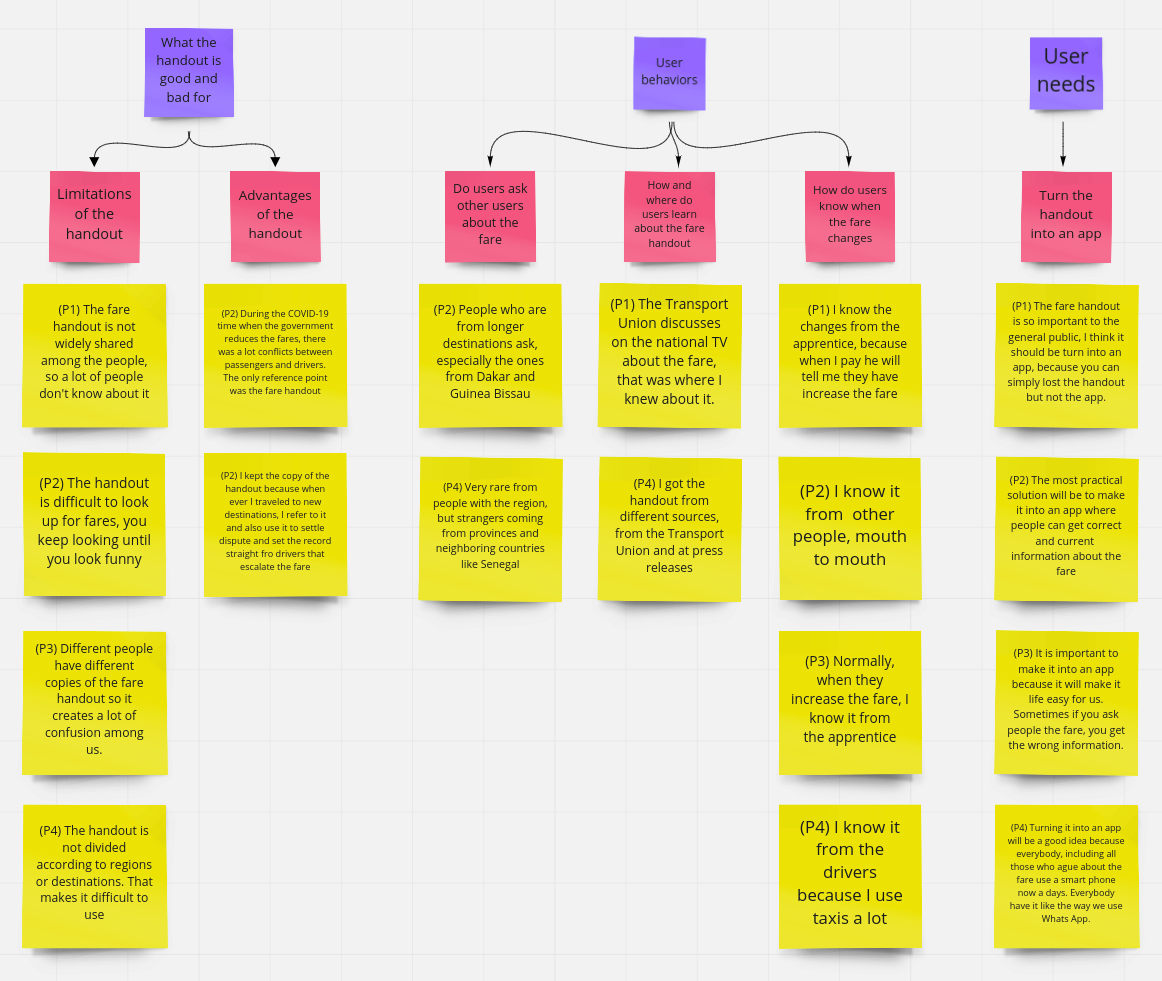 What the
handout is
good and
bad for
User
behaviors
User
needs
Limitations
of the
handout
Advantages
of the
handout
Do users ask
other users
about the
fare
How and
where do
users learn
about the fare
handout
How do users
know when
the fare
changes
Turn the
handout
into an app
(P1) The fare
handout is not
widely shared
among the people,
so a lot of people
don't know about it
(P2) During the COVID-19
time when the government
reduces the fares, there
was a lot conflicts between
passengers and drivers.
The only reference point
was the fare handout
(P2) People who are
from longer
destinations ask,
especially the ones
from Dakar and
Guinea Bissau
(P1) The Transport
Union discusses
on the national TV
about the fare,
that was where I
knew about it.
(P1) I know the
changes from the
apprentice, because
when I pay he will
tell me they have
increase the fare
(P1) The fare handout
is so important to the
general public, I think it
should be turn into an
app, because you can
simply lost the handout
but not the app.
(P2) The handout
is difficult to look
up for fares, you
keep looking until
you look funny
(P2) I kept the copy of the
handout because when
ever I traveled to new
destinations, I refer to it
and also use it to settle
dispute and set the record
straight fro drivers that
escalate the fare
(P4) Very rare from
people with the region,
but strangers coming
from provinces and
neighboring countries
like Senegal
(P4) I got the
handout from
different sources,
from the Transport
Union and at press
releases
(P2) I know it
from other
people, mouth
to mouth
(P2) The most practical
solution will be to make
it into an app where
people can get correct
and current
information about the
fare
(P3) Different people
have different
copies of the fare
handout so it
creates a lot of
confusion among
us.
(P3) Normally,
when they
increase the fare, I
know it from
the apprentice
(P3) It is important to
make it into an app
because it will make it
life easy for us.
Sometimes if you ask
people the fare, you get
the wrong information.
(P4) The handout is
not divided
according to regions
or destinations. That
makes it difficult to
use
(P4) I know it
from the
drivers
because I use
taxis a lot
(P4) Turning it into an app
will be a good idea because
everybody, including all
those who ague about the
fare use a smart phone
now a days. Everybody
have it like the way we use
Whats App.